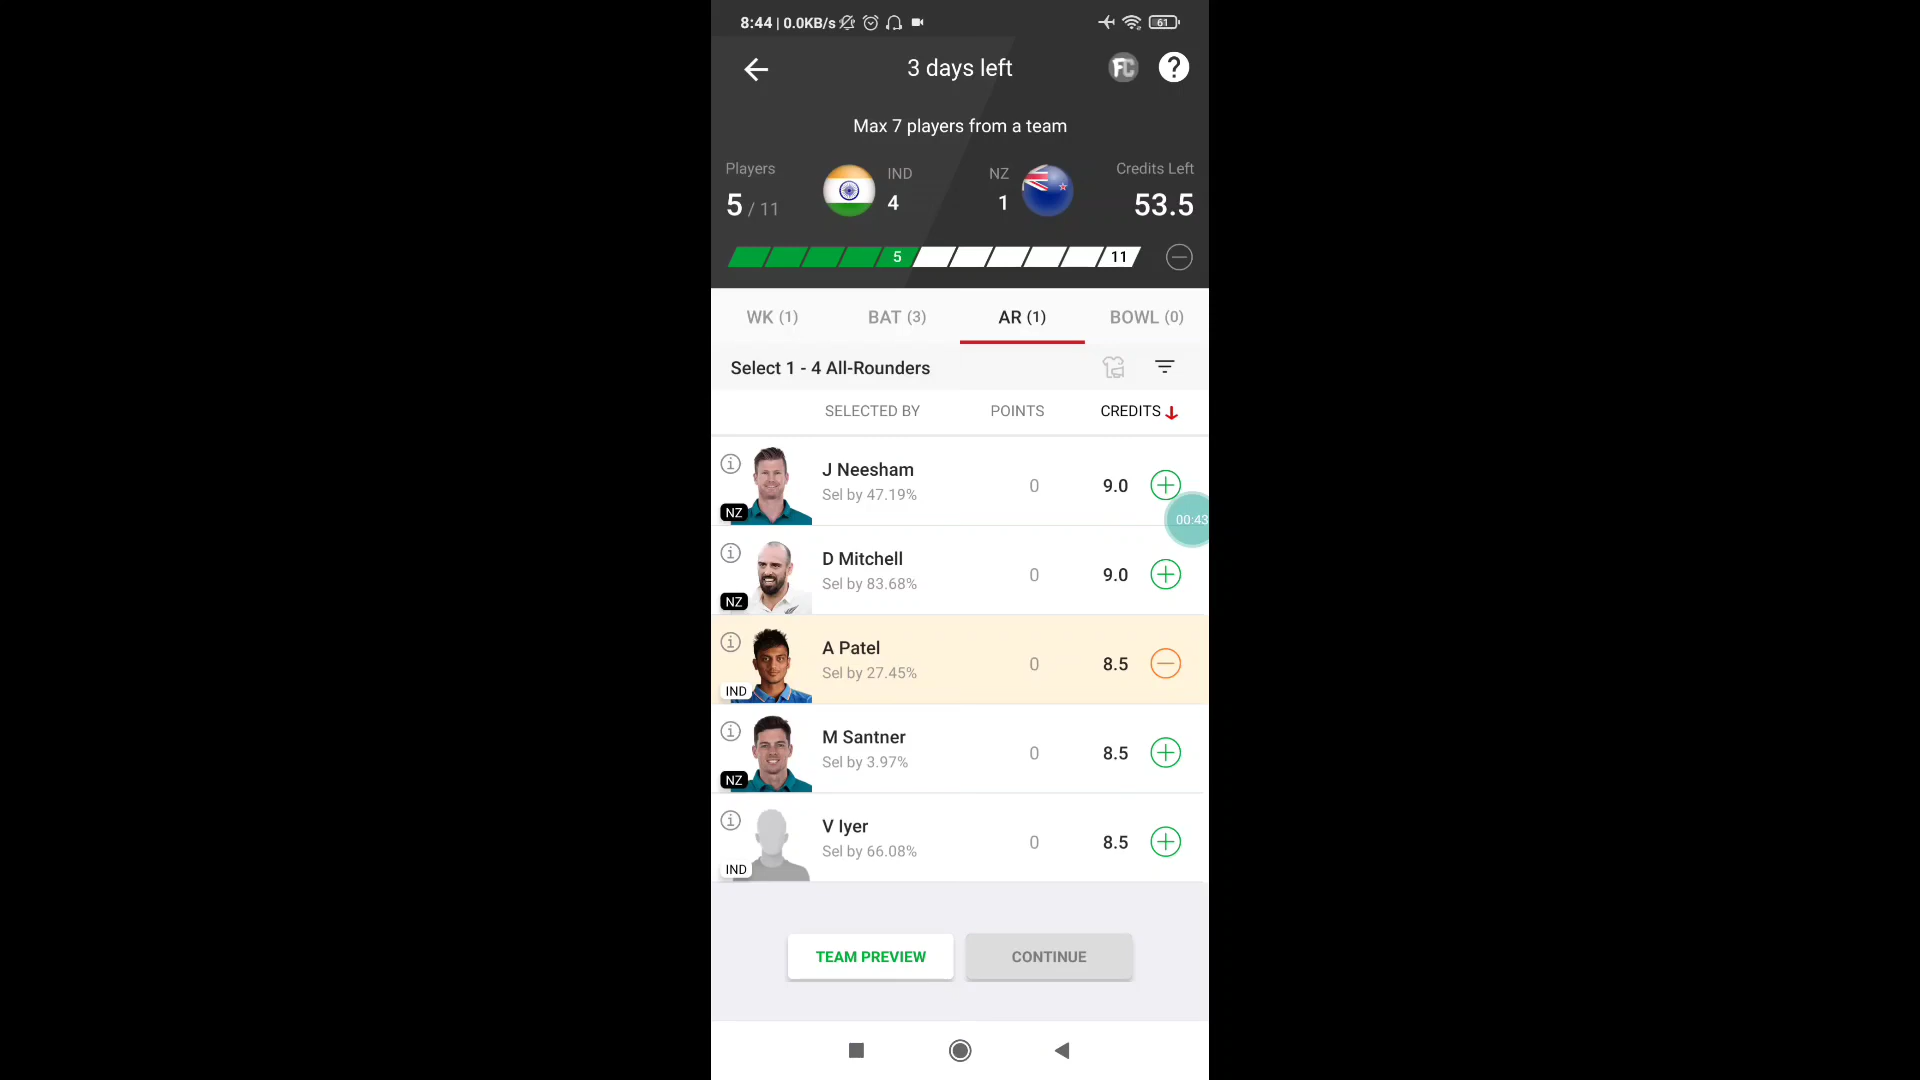 8:44 | 0.0KB/s 61
3 days left FC ?
Max 7 players from a team
Players IND NZ Credits Left
5 / 11 4 1 53.5
5 11
WK (1) BAT (3) AR (1) BOWL (0)
Select 1 - 4 All-Rounders
SELECTED BY POINTS CREDITS
J Neesham
Sel by 47.19% 0 9.0
NZ
00:43
D Mitchell
Sel by 83.68% 0 9.0
NZ
A Patel
Sel by 27.45% 0 8.5
IND
M Santner
Sel by 3.97% 0 8.5
NZ
V Iyer
Sel by 66.08% 0 8.5
IND
TEAM PREVIEW CONTINUE